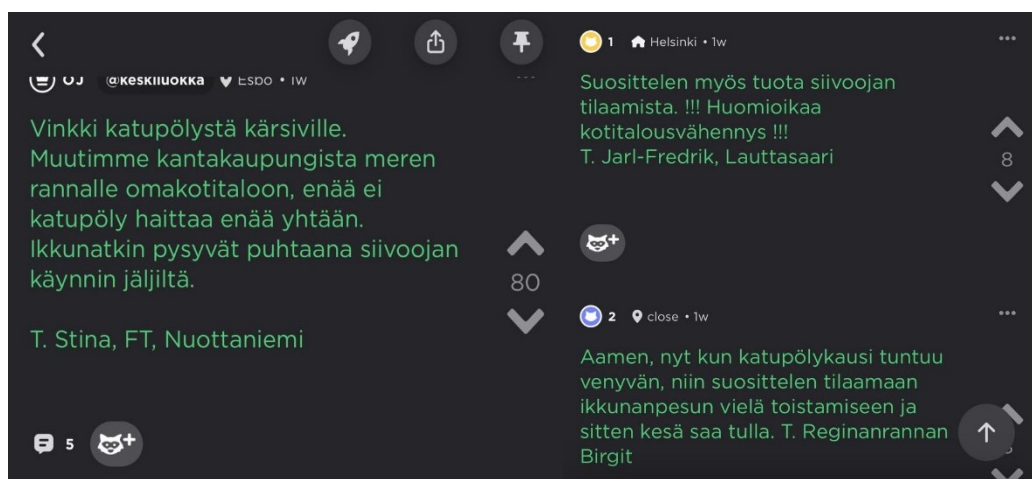 OJ @keskiluokka Esbo • 1w
Vinkki katupölystä kärsiville.
Muutimme kantakaupungista meren
rannalle omakotitaloon, enää ei
katupöly haittaa enää yhtään.
Ikkunatkin pysyvät puhtaana siivoojan
käynnin jäljiltä.
T. Stina, FT, Nuottaniemi
80
5
1 Helsinki • 1w
Suosittelen myös tuota siivoojan
tilaamista. !!! Huomioikaa
kotitalousvähennys !!!
T. Jarl-Fredrik, Lauttasaari
8
2 close • 1w
Aamen, nyt kun katupölykausi tuntuu
venyvän, niin suosittelen tilaamaan
ikkunanpesun vielä toistamiseen ja
sitten kesä saa tulla. T. Reginanrannan
Birgit